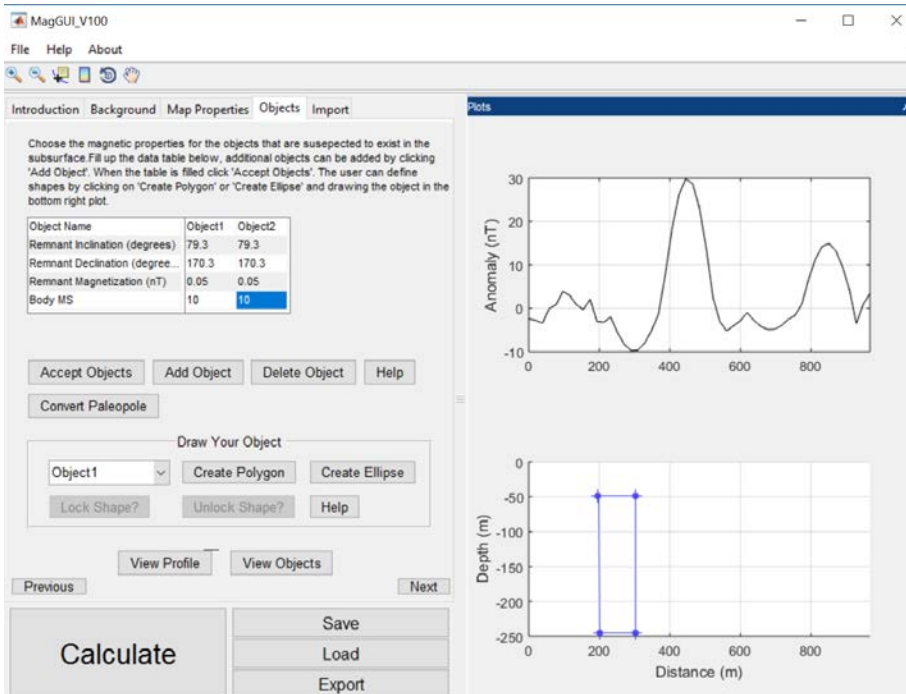 MagGUI_V100
FIle Help About
Introduction Background Map Properties Objects Import
Plots
Choose the magnetic properties for the objects that are susepected to exist in the
subsurface.Fill up the data table below, additional objects can be added by clicking
'Add Object'. When the table is filled click 'Accept Objects'. The user can define
shapes by clicking on 'Create Polygon' or 'Create Ellipse' and drawing the object in the
bottom right plot.
Object Name Object1 Object2
Remnant Inclination (degrees) 79.3 79.3
Remnant Declination (degree... 170.3 170.3
Remnant Magnetization (nT) 0.05 0.05
Body MS 10 10
Accept Objects Add Object Delete Object Help
Convert Paleopole
Draw Your Object
Object1 Create Polygon Create Ellipse
Lock Shape? Unlock Shape? Help
View Profile View Objects
Previous Next
Calculate
Save
Load
Export
Anomaly (nT)
30
20
10
0
-10
0 200 400 600 800
Depth (m)
0
-50
-100
-150
-200
-250
0 200 400 600 800
Distance (m)